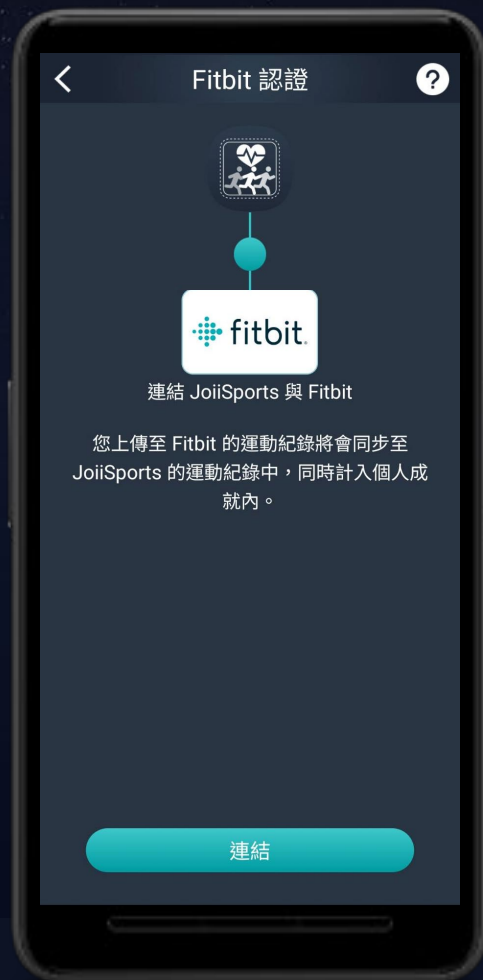 Fitbit 認證
?
fitbit.
連結 JoiiSports 與 Fitbit
您上傳至 Fitbit 的運動紀錄將會同步至
JoiiSports 的運動紀錄中，同時計入個人成
就內。
連結